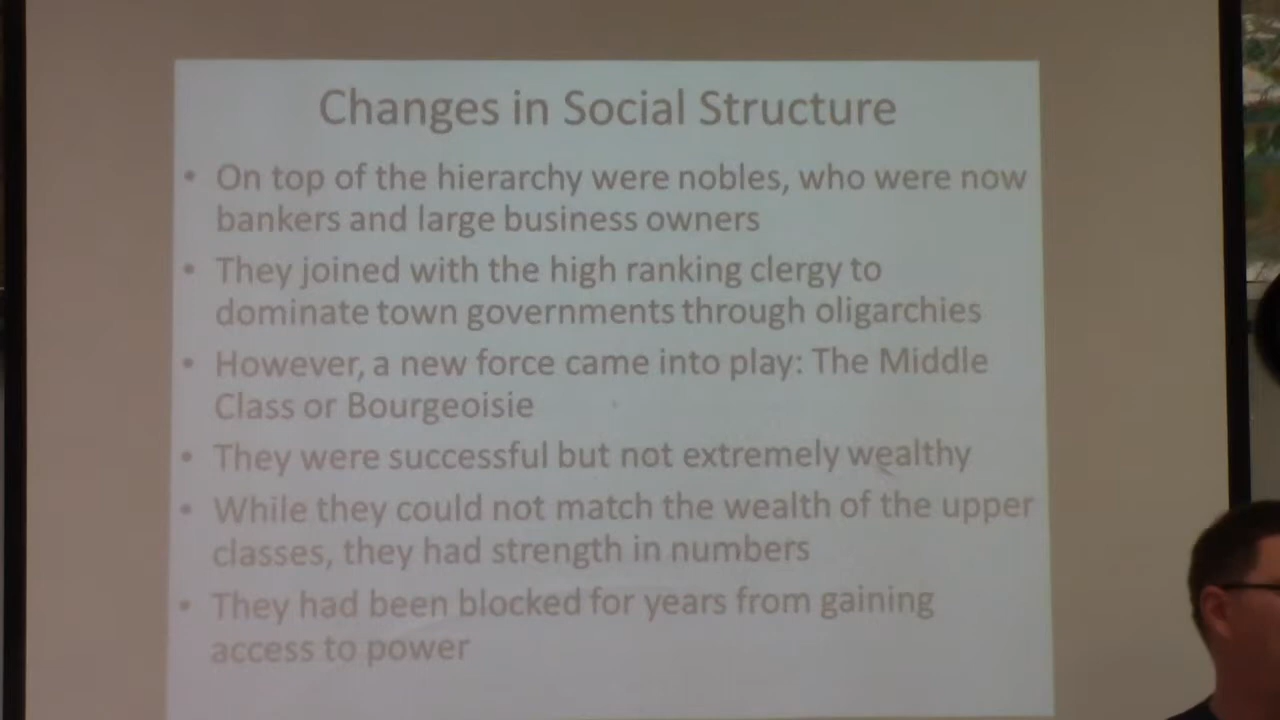 Changes in Social Structure
• On top of the hierarchy were nobles, who were now
bankers and large business owners
• They joined with the high ranking clergy to
dominate town governments through oligarchies
• However, a new force came into play: The Middle
Class or Bourgeoisie
• They were successful but not extremely wealthy
• While they could not match the wealth of the upper
classes, they had strength in numbers
• They had been blocked for years from gaining
access to power